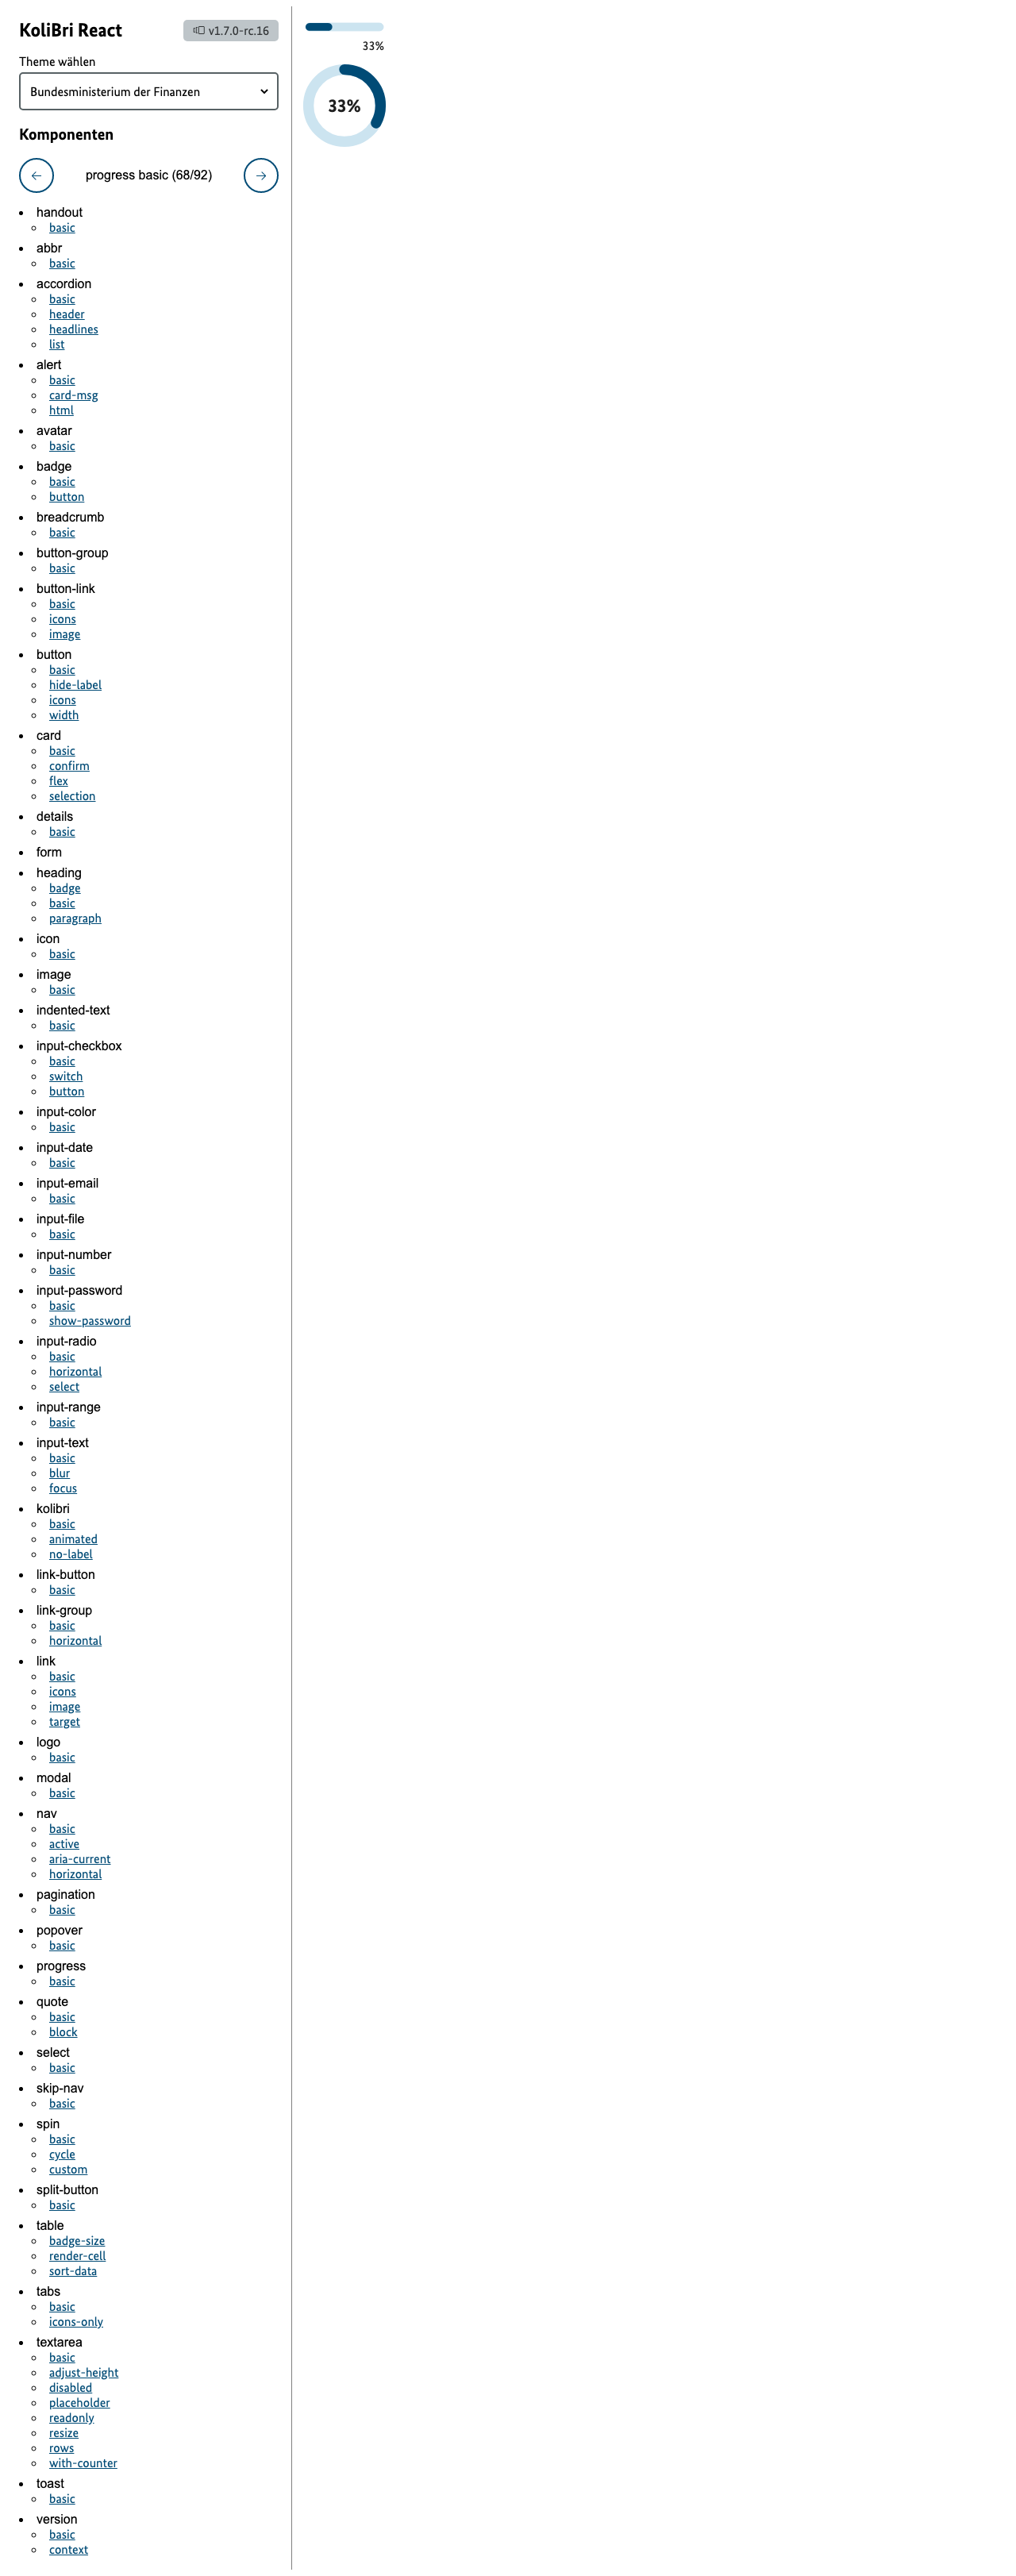 KoliBri React
v1.7.0-rc.16
Theme wählen
Bundesministerium der Finanzen
Komponenten
progress basic (68/92)
handout
basic
abbr
basic
accordion
basic
header
headlines
list
alert
basic
card-msg
html
avatar
basic
badge
basic
button
breadcrumb
basic
button-group
basic
button-link
basic
icons
image
button
basic
hide-label
icons
width
card
basic
confirm
flex
selection
details
basic
form
heading
badge
basic
paragraph
icon
basic
image
basic
indented-text
basic
input-checkbox
basic
switch
button
input-color
basic
input-date
basic
input-email
basic
input-file
basic
input-number
basic
input-password
basic
show-password
input-radio
basic
horizontal
select
input-range
basic
input-text
basic
blur
focus
kolibri
basic
animated
no-label
link-button
basic
link-group
basic
horizontal
link
basic
icons
image
target
logo
basic
modal
basic
nav
basic
active
aria-current
horizontal
pagination
basic
popover
basic
progress
basic
quote
basic
block
select
basic
skip-nav
basic
spin
basic
cycle
custom
split-button
basic
table
badge-size
render-cell
sort-data
tabs
basic
icons-only
textarea
basic
adjust-height
disabled
placeholder
readonly
resize
rows
with-counter
toast
basic
version
basic
context
33%
33%